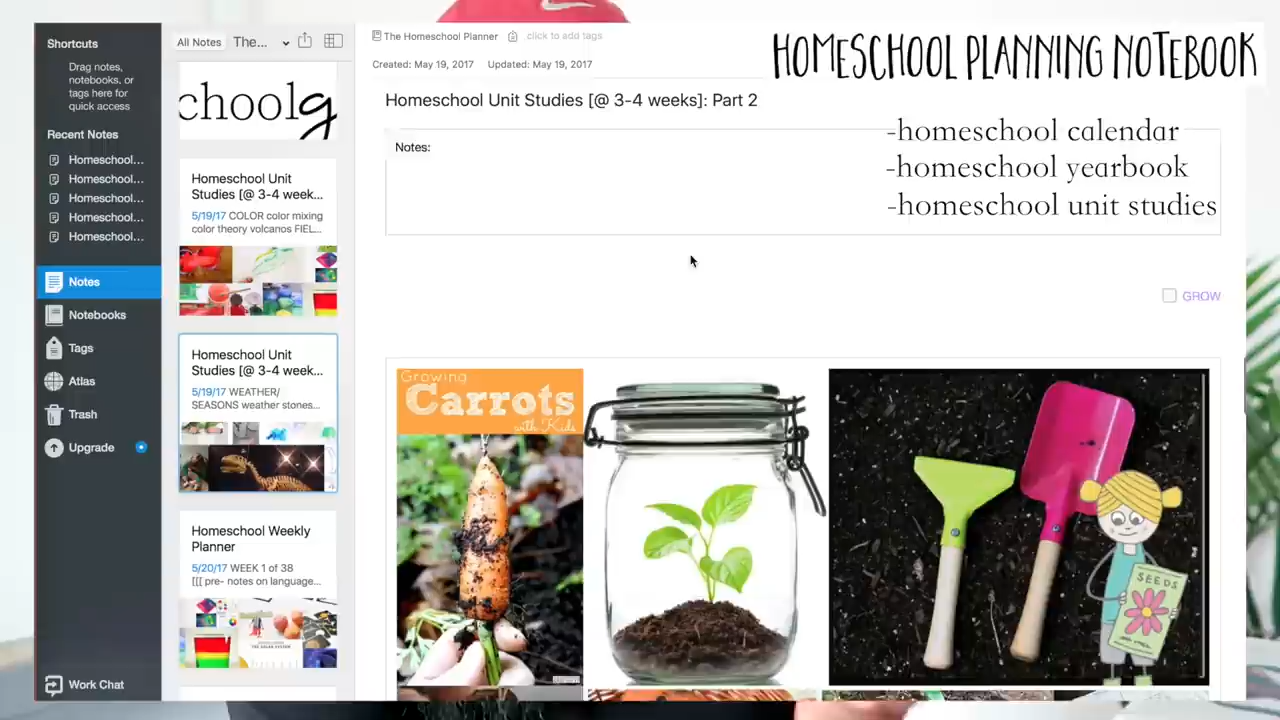 Shortcuts
Drag notes,
notebooks, or
tags here for
quick access
Recent Notes
Homeschool...
Homeschool...
Homeschool...
Homeschool...
Homeschool...
Notes
Notebooks
Tags
Atlas
Trash
Upgrade
Work Chat
All Notes The...
choolg
Homeschool Unit
Studies [@ 3-4 week...
5/19/17 COLOR color mixing
color theory volcanos FIEL...
Homeschool Unit
Studies [@ 3-4 week...
5/19/17 WEATHER/
SEASONS weather stones...
Homeschool Weekly
Planner
5/20/17 WEEK 1 of 38
[[[ pre- notes on language...
The Homeschool Planner click to add tags
Created: May 19, 2017 Updated: May 19, 2017
HOMESCHOOL PLANNING NOTEBOOK
Homeschool Unit Studies [@ 3-4 weeks]: Part 2
-homeschool calendar
-homeschool yearbook
-homeschool unit studies
Notes:
GROW
Growing
Carrots
with Kids
SEEDS